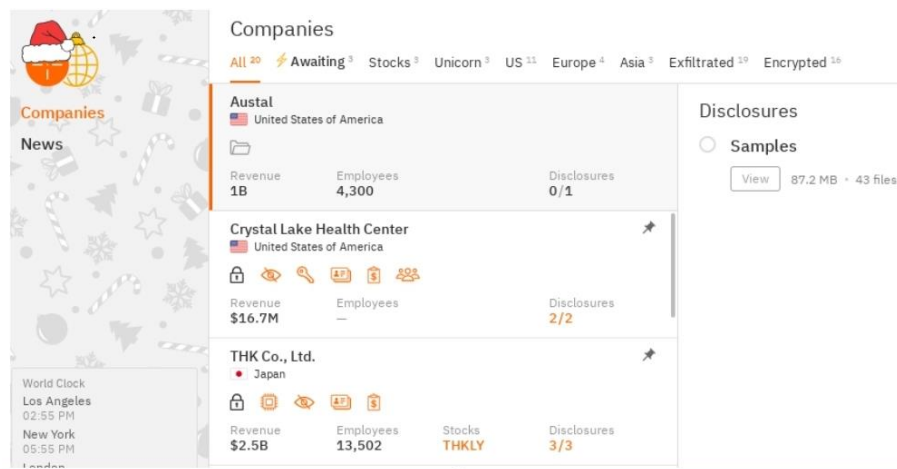 Companies
All 20 Awaiting 3 Stocks 3 Unicorn 3 US 11 Europe 4 Asia 3 Exfiltrated 19 Encrypted 16
Companies
News
Austal
United States of America
Revenue Employees Disclosures
1B 4,300 0/1
Crystal Lake Health Center
United States of America
Revenue Employees Disclosures
$16.7M — 2/2
THK Co., Ltd.
Japan
Revenue Employees Stocks Disclosures
$2.5B 13,502 THKLY 3/3
Disclosures
Samples
View 87.2 MB • 43 files
World Clock
Los Angeles
02:55 PM
New York
05:55 PM
London